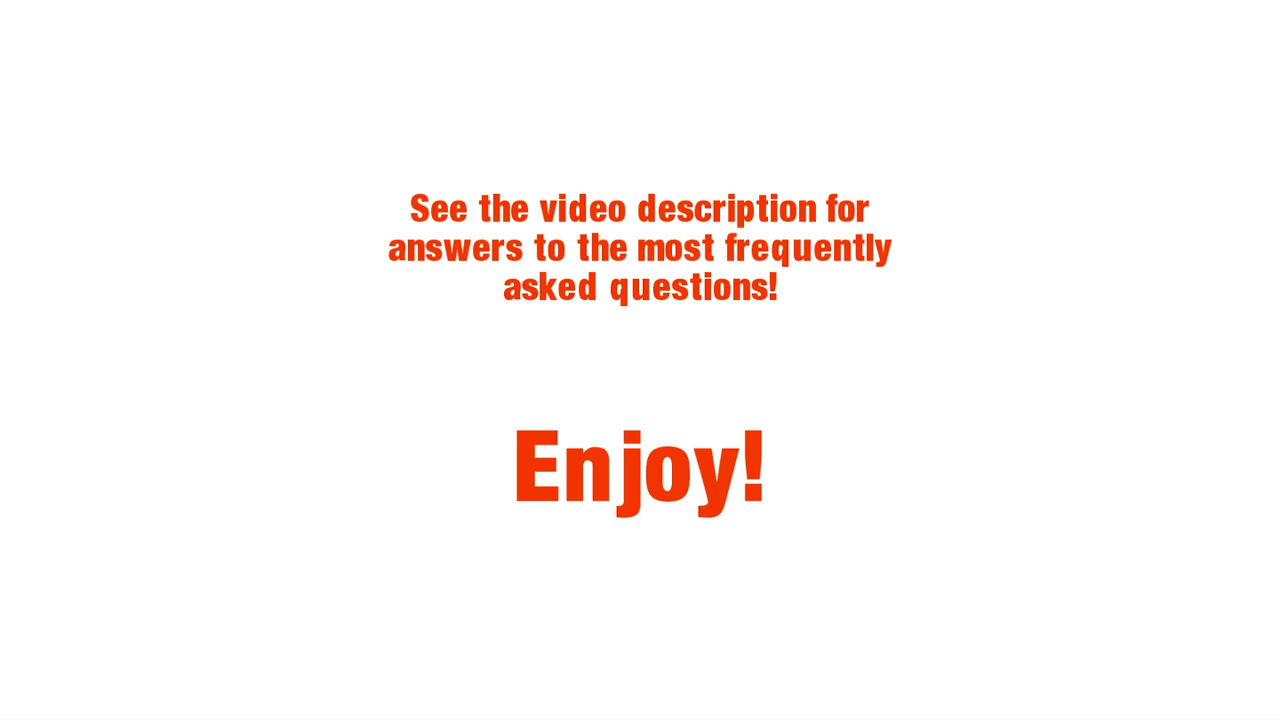 See the video description for
answers to the most frequently
asked questions!
Enjoy!